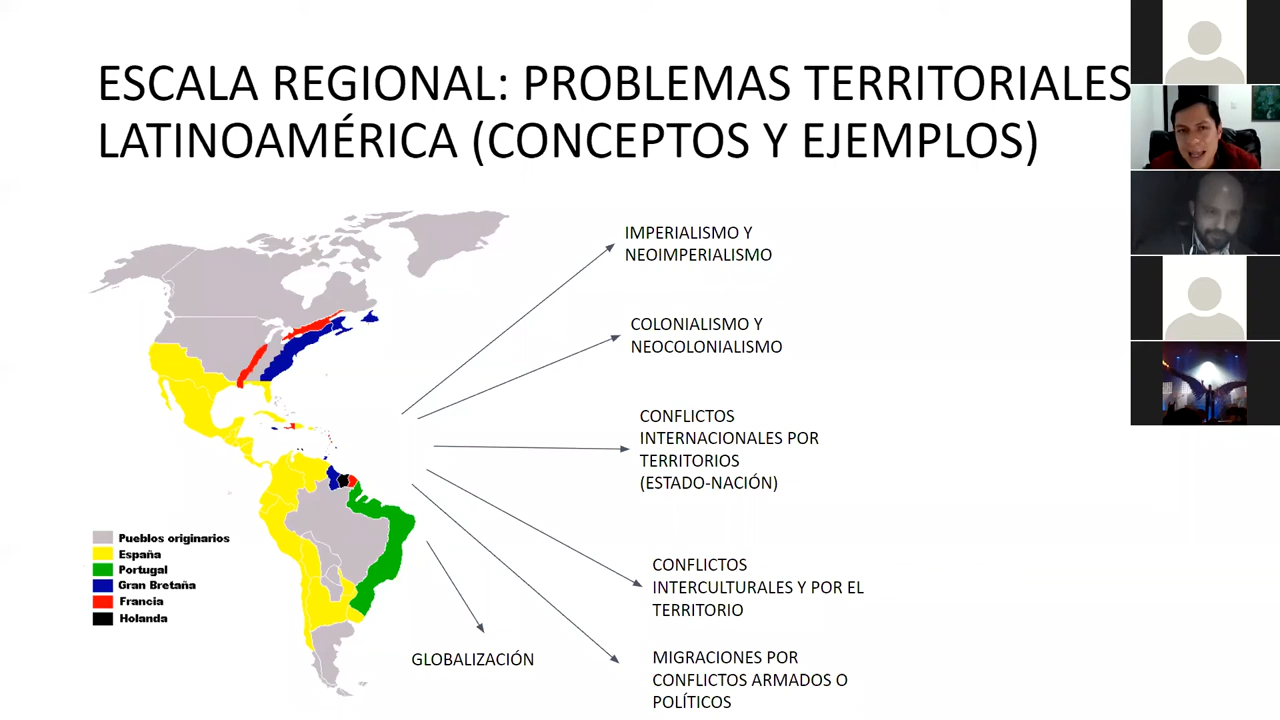 ESCALA REGIONAL: PROBLEMAS TERRITORIALES
LATINOAMÉRICA (CONCEPTOS Y EJEMPLOS)
IMPERIALISMO Y
NEOIMPERIALISMO
COLONIALISMO Y
NEOCOLONIALISMO
CONFLICTOS
INTERNACIONALES POR
TERRITORIOS
(ESTADO-NACIÓN)
CONFLICTOS
INTERCULTURALES Y POR EL
TERRITORIO
MIGRACIONES POR
CONFLICTOS ARMADOS O
POLÍTICOS
GLOBALIZACIÓN
Pueblos originarios
España
Portugal
Gran Bretaña
Francia
Holanda